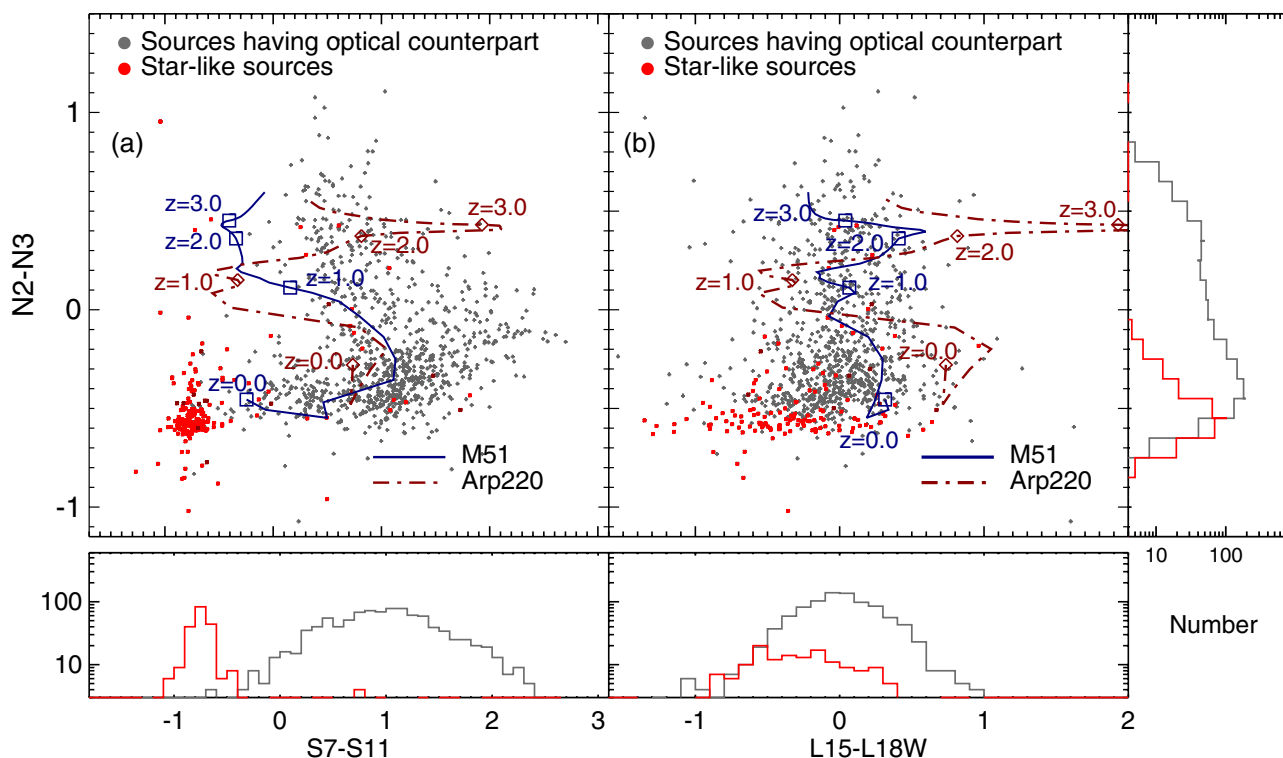 Sources having optical counterpart
Star-like sources
(a)
z=3.0
z=2.0
z=1.0
z=1.0
z=0.0
z=0.0
z=3.0
z=2.0
M51
Arp220
Sources having optical counterpart
Star-like sources
(b)
z=3.0
z=2.0
z=1.0
z=1.0
z=0.0
z=0.0
z=3.0
z=2.0
M51
Arp220
N2-N3
1
0
-1
10
100
100
10
Number
-1
0
1
2
3
S7-S11
-1
0
1
2
L15-L18W